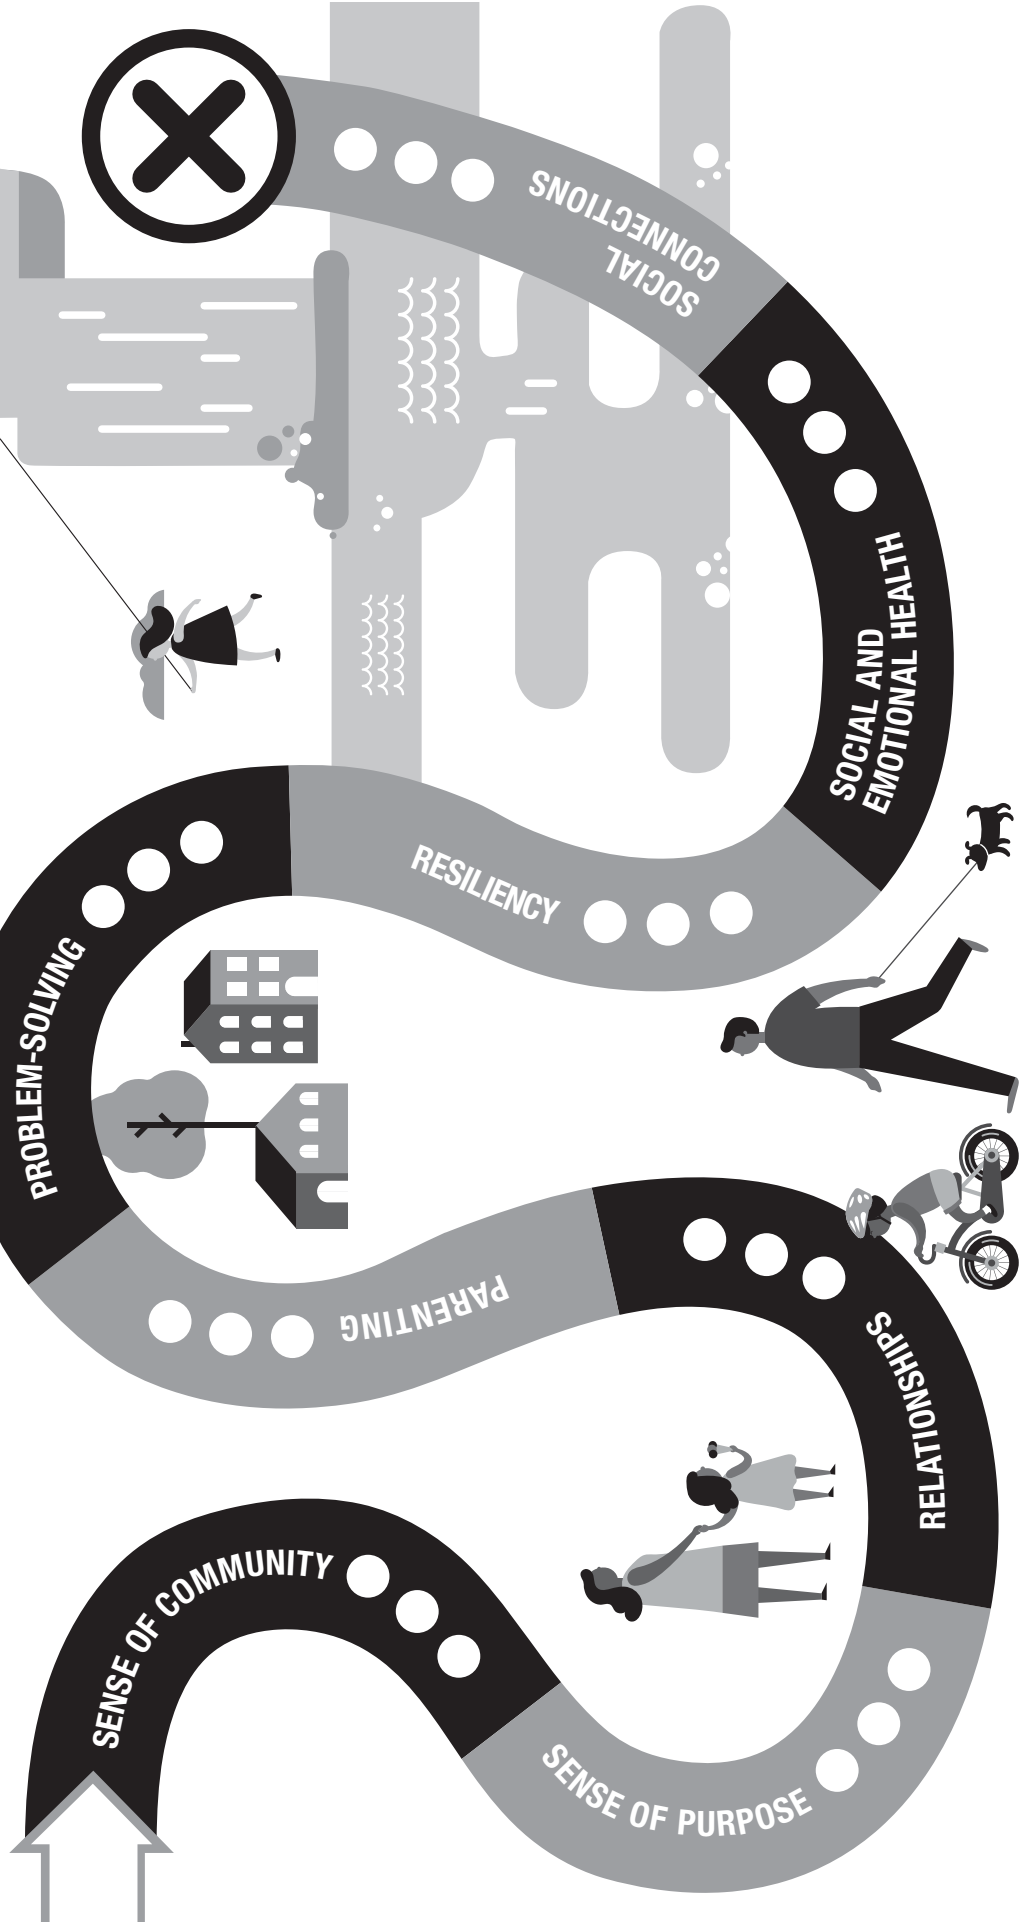 SENSE OF COMMUNITY
SENSE OF PURPOSE
RELATIONSHIPS
PARENTING
PROBLEM-SOLVING
RESILIENCY
SOCIAL AND
EMOTIONAL HEALTH
SOCIAL
CONNECTIONS